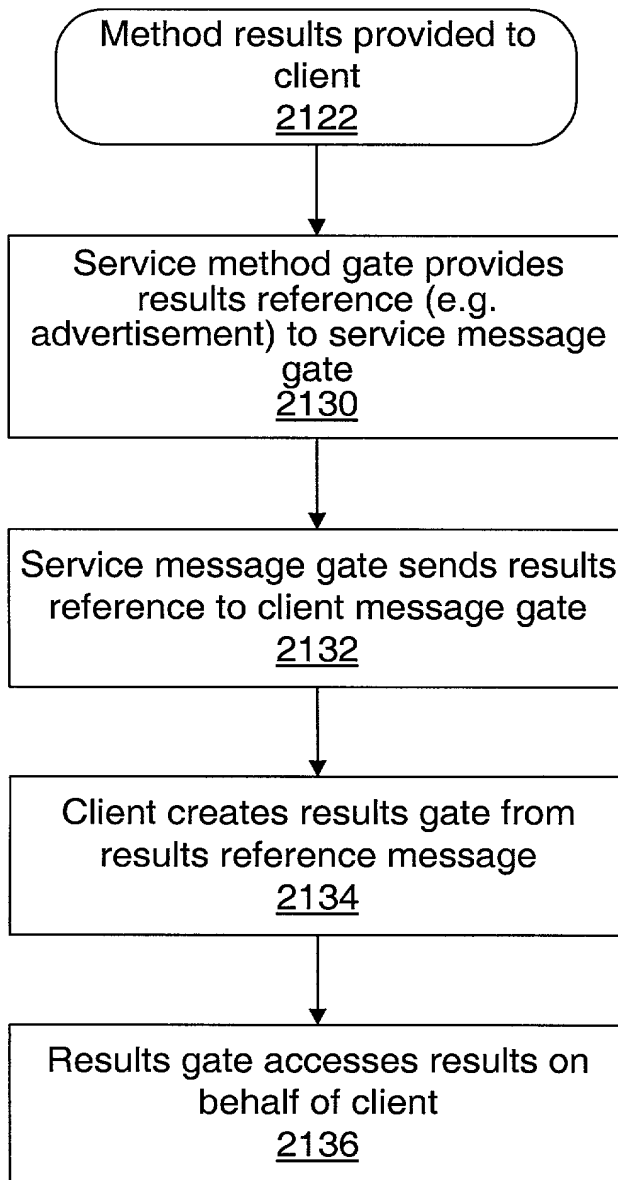 Method results provided to
client
2122
Service method gate provides
results reference (e.g.
advertisement) to service message
gate
2130
Service message gate sends results
reference to client message gate
2132
Client creates results gate from
results reference message
2134
Results gate accesses results on
behalf of client
2136